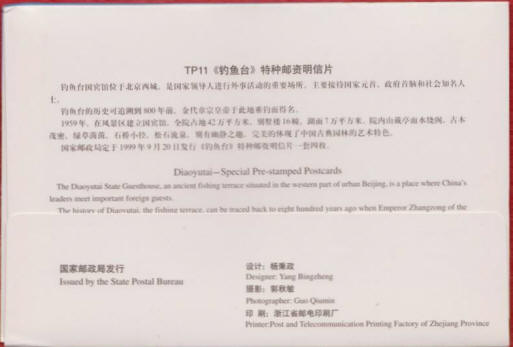 TP11《钓鱼台》特种邮资明信片
钓鱼台国宾馆位于北京西城，是国家领导人进行外事活动的重要场所，主要接待国家元首、政府首脑和社会知名人
士。
钓鱼台的历史可追溯到800年前，金代章宗皇帝于此地垂钓而得名。
1959年，在风景区建立国宾馆，全院占地42万平方米，别墅楼16幢，湖面7万平方米，院内山藏亭而水绕阁，古木
茂密，绿草茵茵，石桥小径，松石流泉，别有幽静之趣，完美的体现了中国古典园林的艺术特色。
国家邮政局定于1999年9月20日发行《钓鱼台》特种邮资明信片一套四枚。
Diaoyutai—Special Pre-stamped Postcards
The Diaoyutai State Guesthouse, an ancient fishing terrace situated in the western part of urban Beijing, is a place where China's
leaders meet important foreign guests.
The history of Diaoyutai, the fishing terrace, can be traced back to eight hundred years ago when Emperor Zhangzong of the
国家邮政局发行
Issued by the State Postal Bureau
设计：杨秉政
Designer: Yang Bingzheng
摄影：郭秋敏
Photographer: Guo Qiumin
印 刷：浙江省邮电印刷厂
Printer:Post and Telecommunication Printing Factory of Zhejiang Province